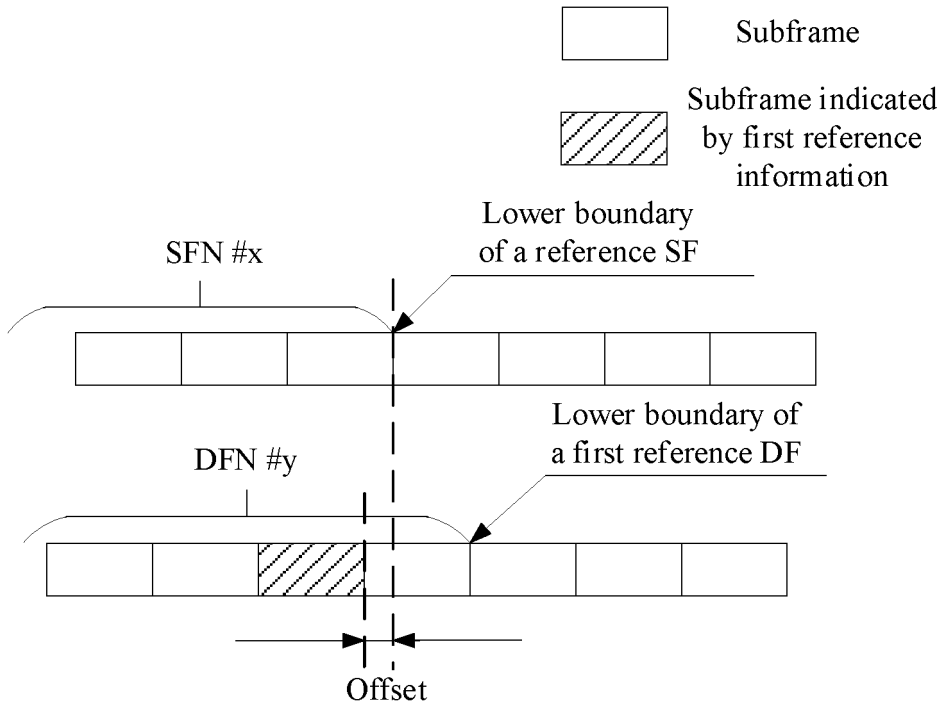 Subframe
Subframe indicated
by first reference
information
Lower boundary
of a reference SF
SFN #x
Lower boundary of
a first reference DF
DFN #y
Offset